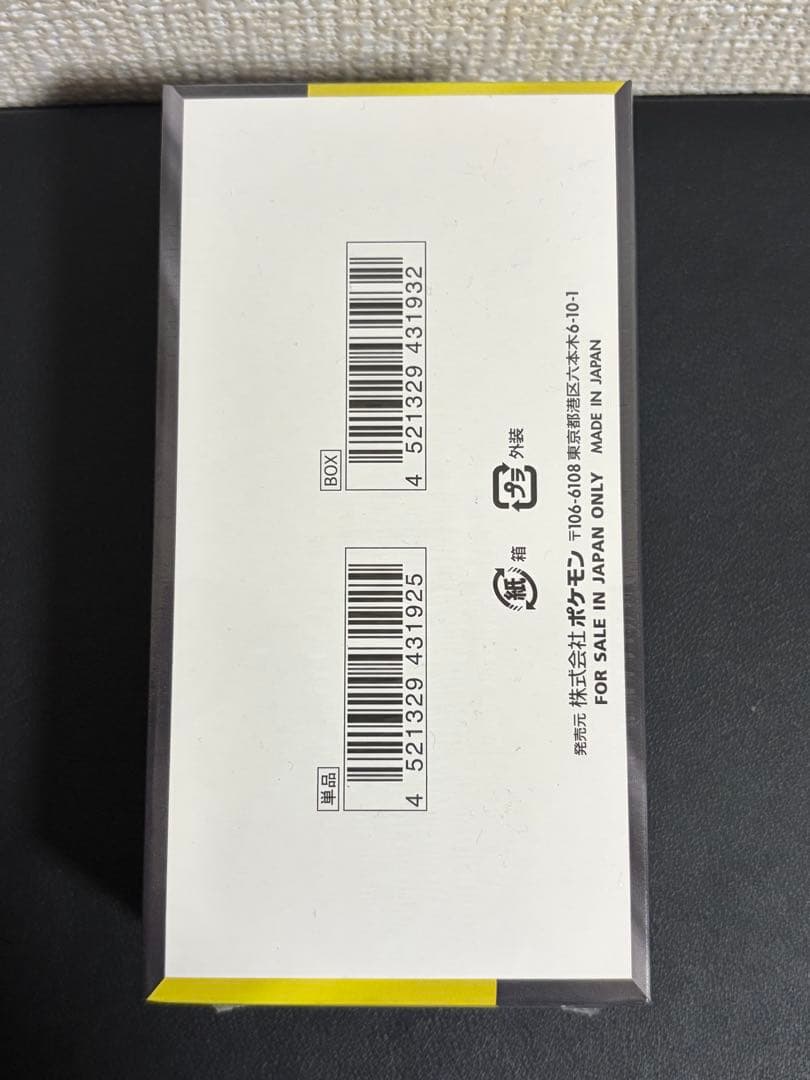 単品
4 521329 431925
BOX
4 521329 431932
紙 箱
プラ 外装
発売元 株式会社 ポケモン 〒106-6108 東京都港区六本木6-10-1
FOR SALE IN JAPAN ONLY MADE IN JAPAN